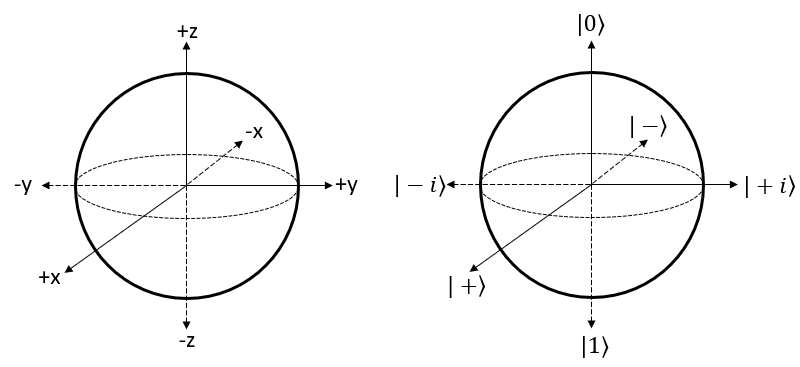 +z
-x
-y
+y
+x
-z
|0⟩
|−⟩
|−i⟩
|+i⟩
|+⟩
|1⟩